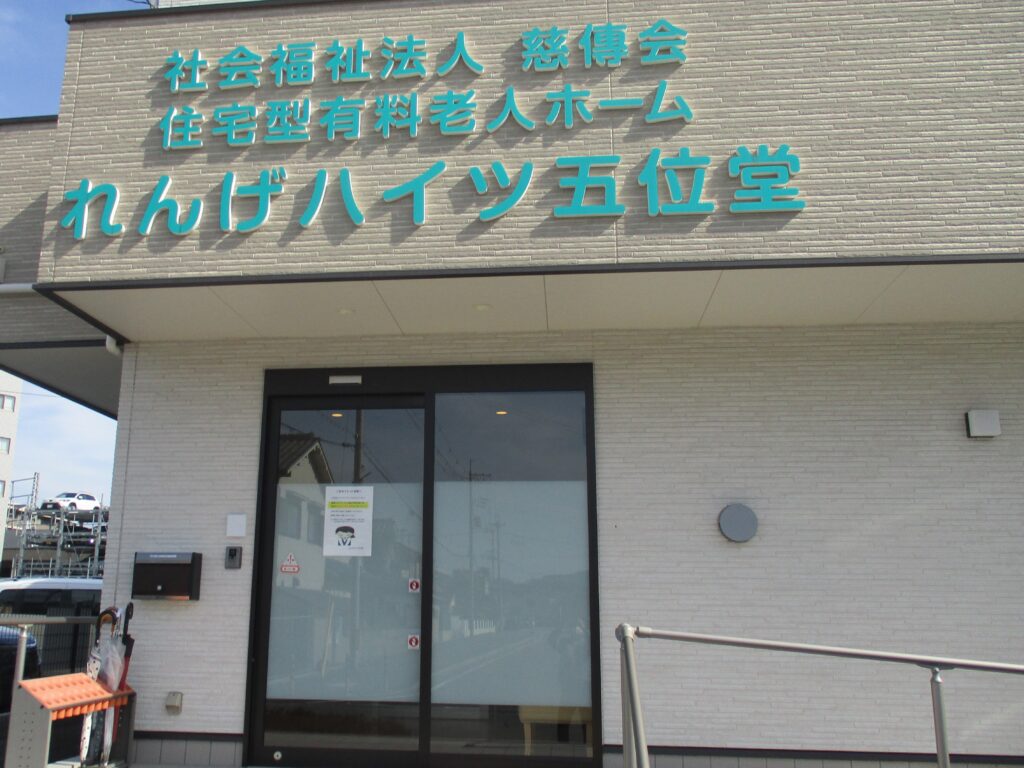 社会福祉法人 慈傳会
住宅型有料老人ホーム
れんげハイツ五位堂